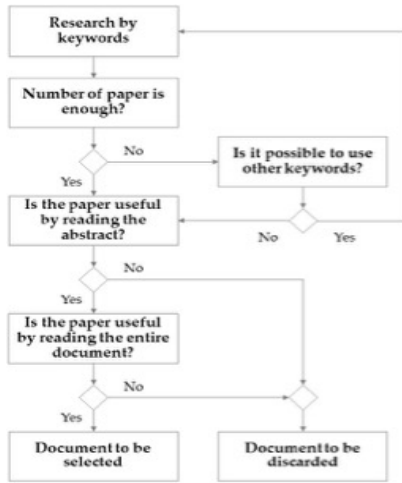 Research by
keywords
Number of paper is
enough?
No
Is it possible to use
other keywords?
Yes
Is the paper useful
by reading the
abstract?
No
Yes
No
Yes
Is the paper useful
by reading the entire
document?
No
Yes
Document to be
selected
Document to be
discarded